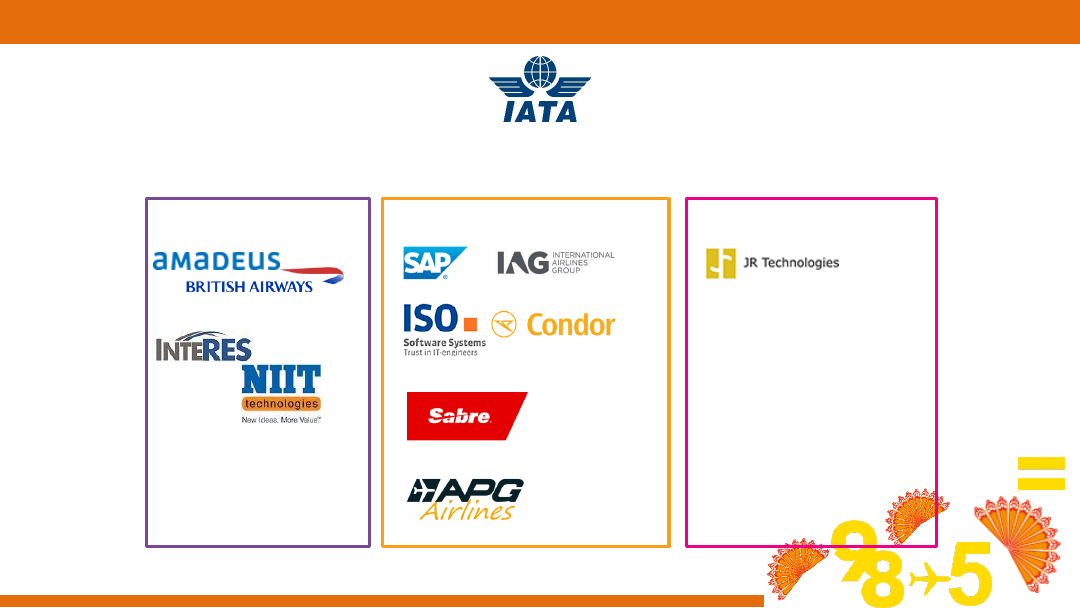 IATA
amadeus
BRITISH AIRWAYS
INTERES
NIIT
technologies
New Ideas. More Value.™
SAP®
IAG INTERNATIONAL
AIRLINES
GROUP
ISO
Software Systems
Trust in IT-engineers
Condor
Sabre.
APG
Airlines
JR Technologies
=
98
5